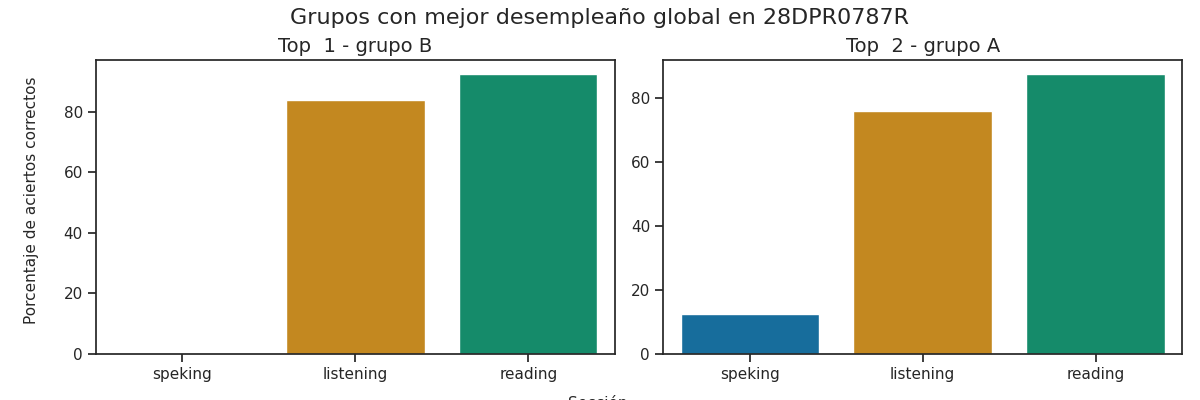 Grupos con mejor desempleaño global en 28DPR0787R
Top 1 - grupo B
Top 2 - grupo A
Porcentaje de aciertos correctos
80
60
40
20
0
speking
listening
reading
80
60
40
20
0
speking
listening
reading
Sección